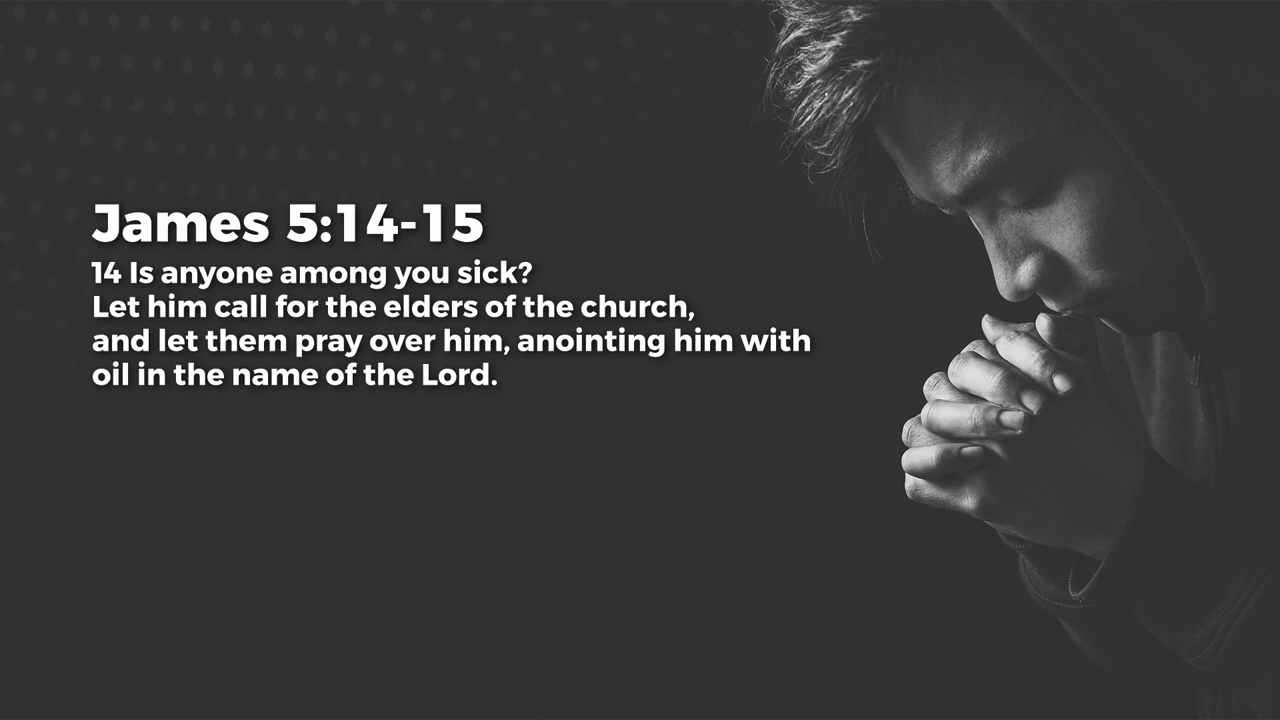 James 5:14-15
14 Is anyone among you sick?
Let him call for the elders of the church,
and let them pray over him, anointing him with
oil in the name of the Lord.